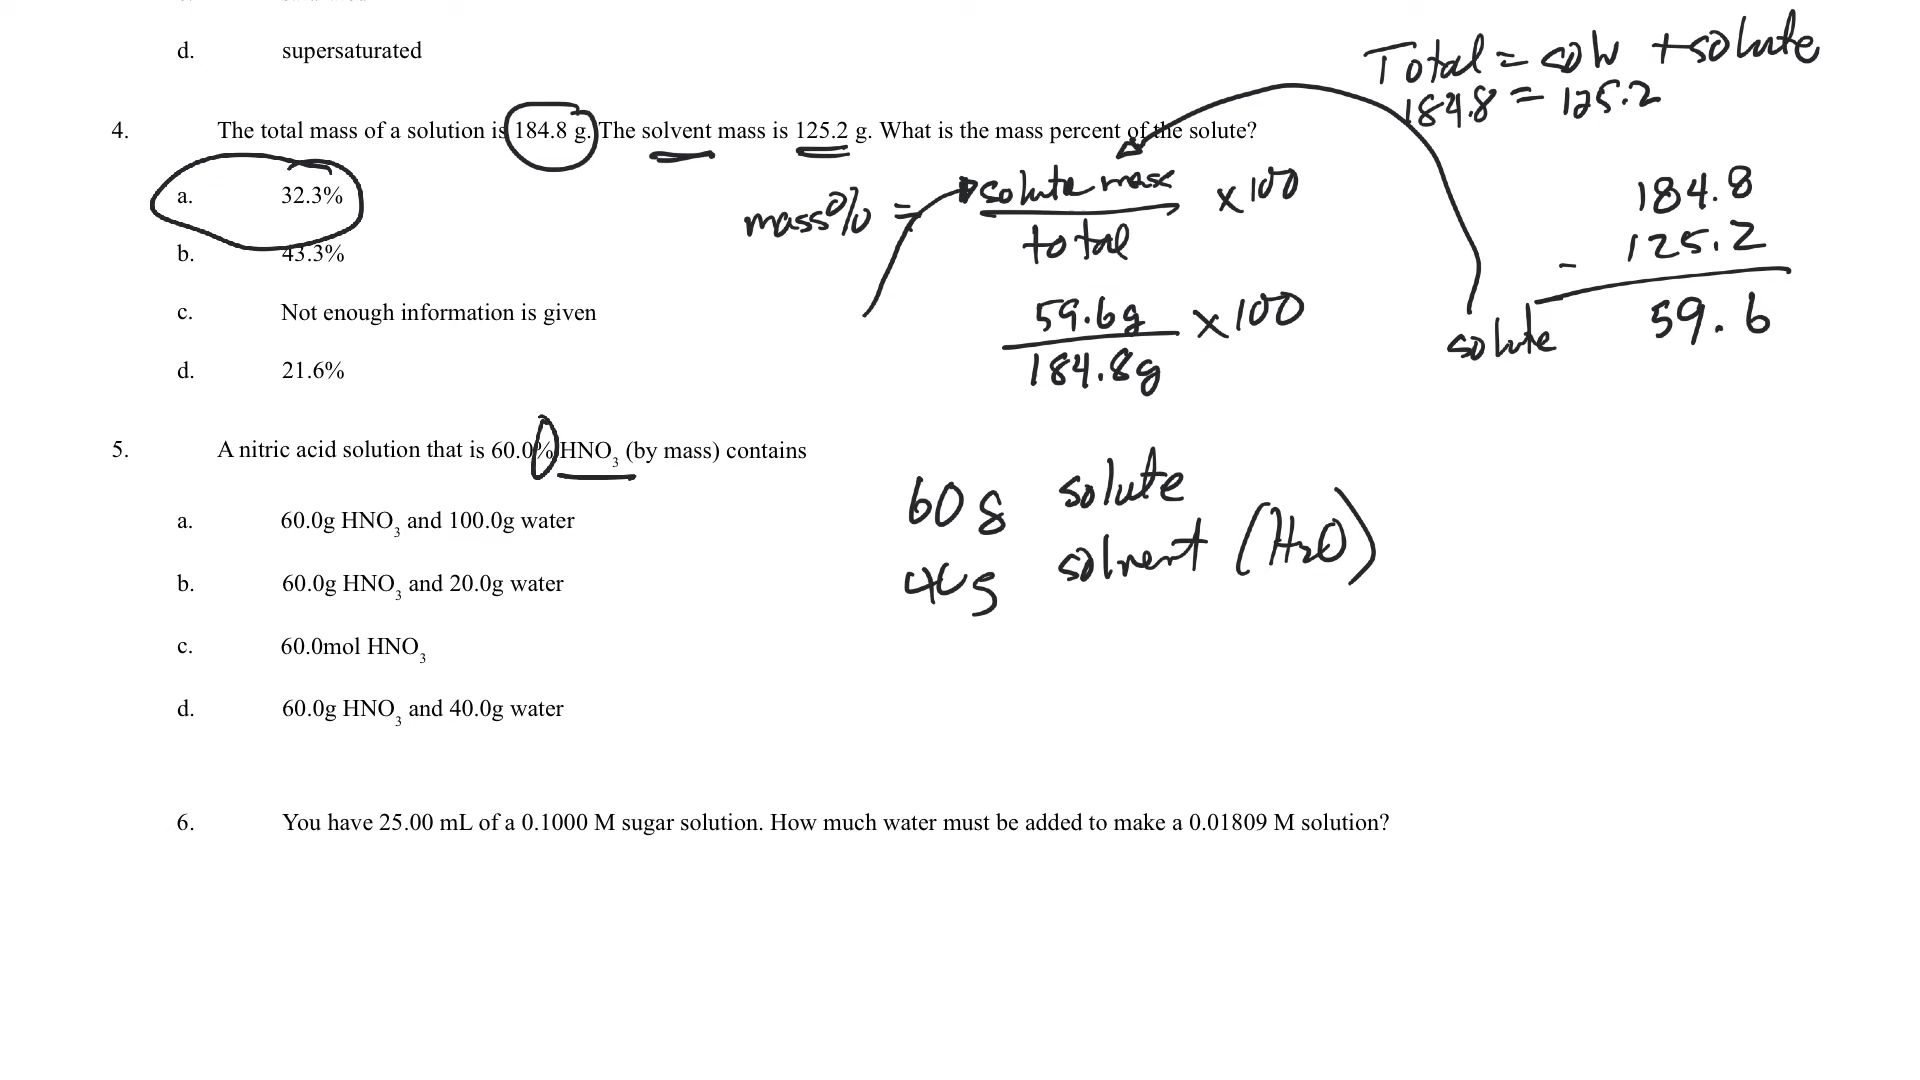 d. supersaturated
Total = solv + solute
184.8 = 125.2
4. The total mass of a solution is 184.8 g. The solvent mass is 125.2 g. What is the mass percent of the solute?
a. 32.3%
mass% = solute mass / total x 100
184.8
- 125.2
solute 59.6
b. 43.3%
c. Not enough information is given
59.6g / 184.8g x 100
d. 21.6%
5. A nitric acid solution that is 60.0% HNO₃ (by mass) contains
60 g solute
40g solvent (H₂O)
a. 60.0g HNO₃ and 100.0g water
b. 60.0g HNO₃ and 20.0g water
c. 60.0mol HNO₃
d. 60.0g HNO₃ and 40.0g water
6. You have 25.00 mL of a 0.1000 M sugar solution. How much water must be added to make a 0.01809 M solution?